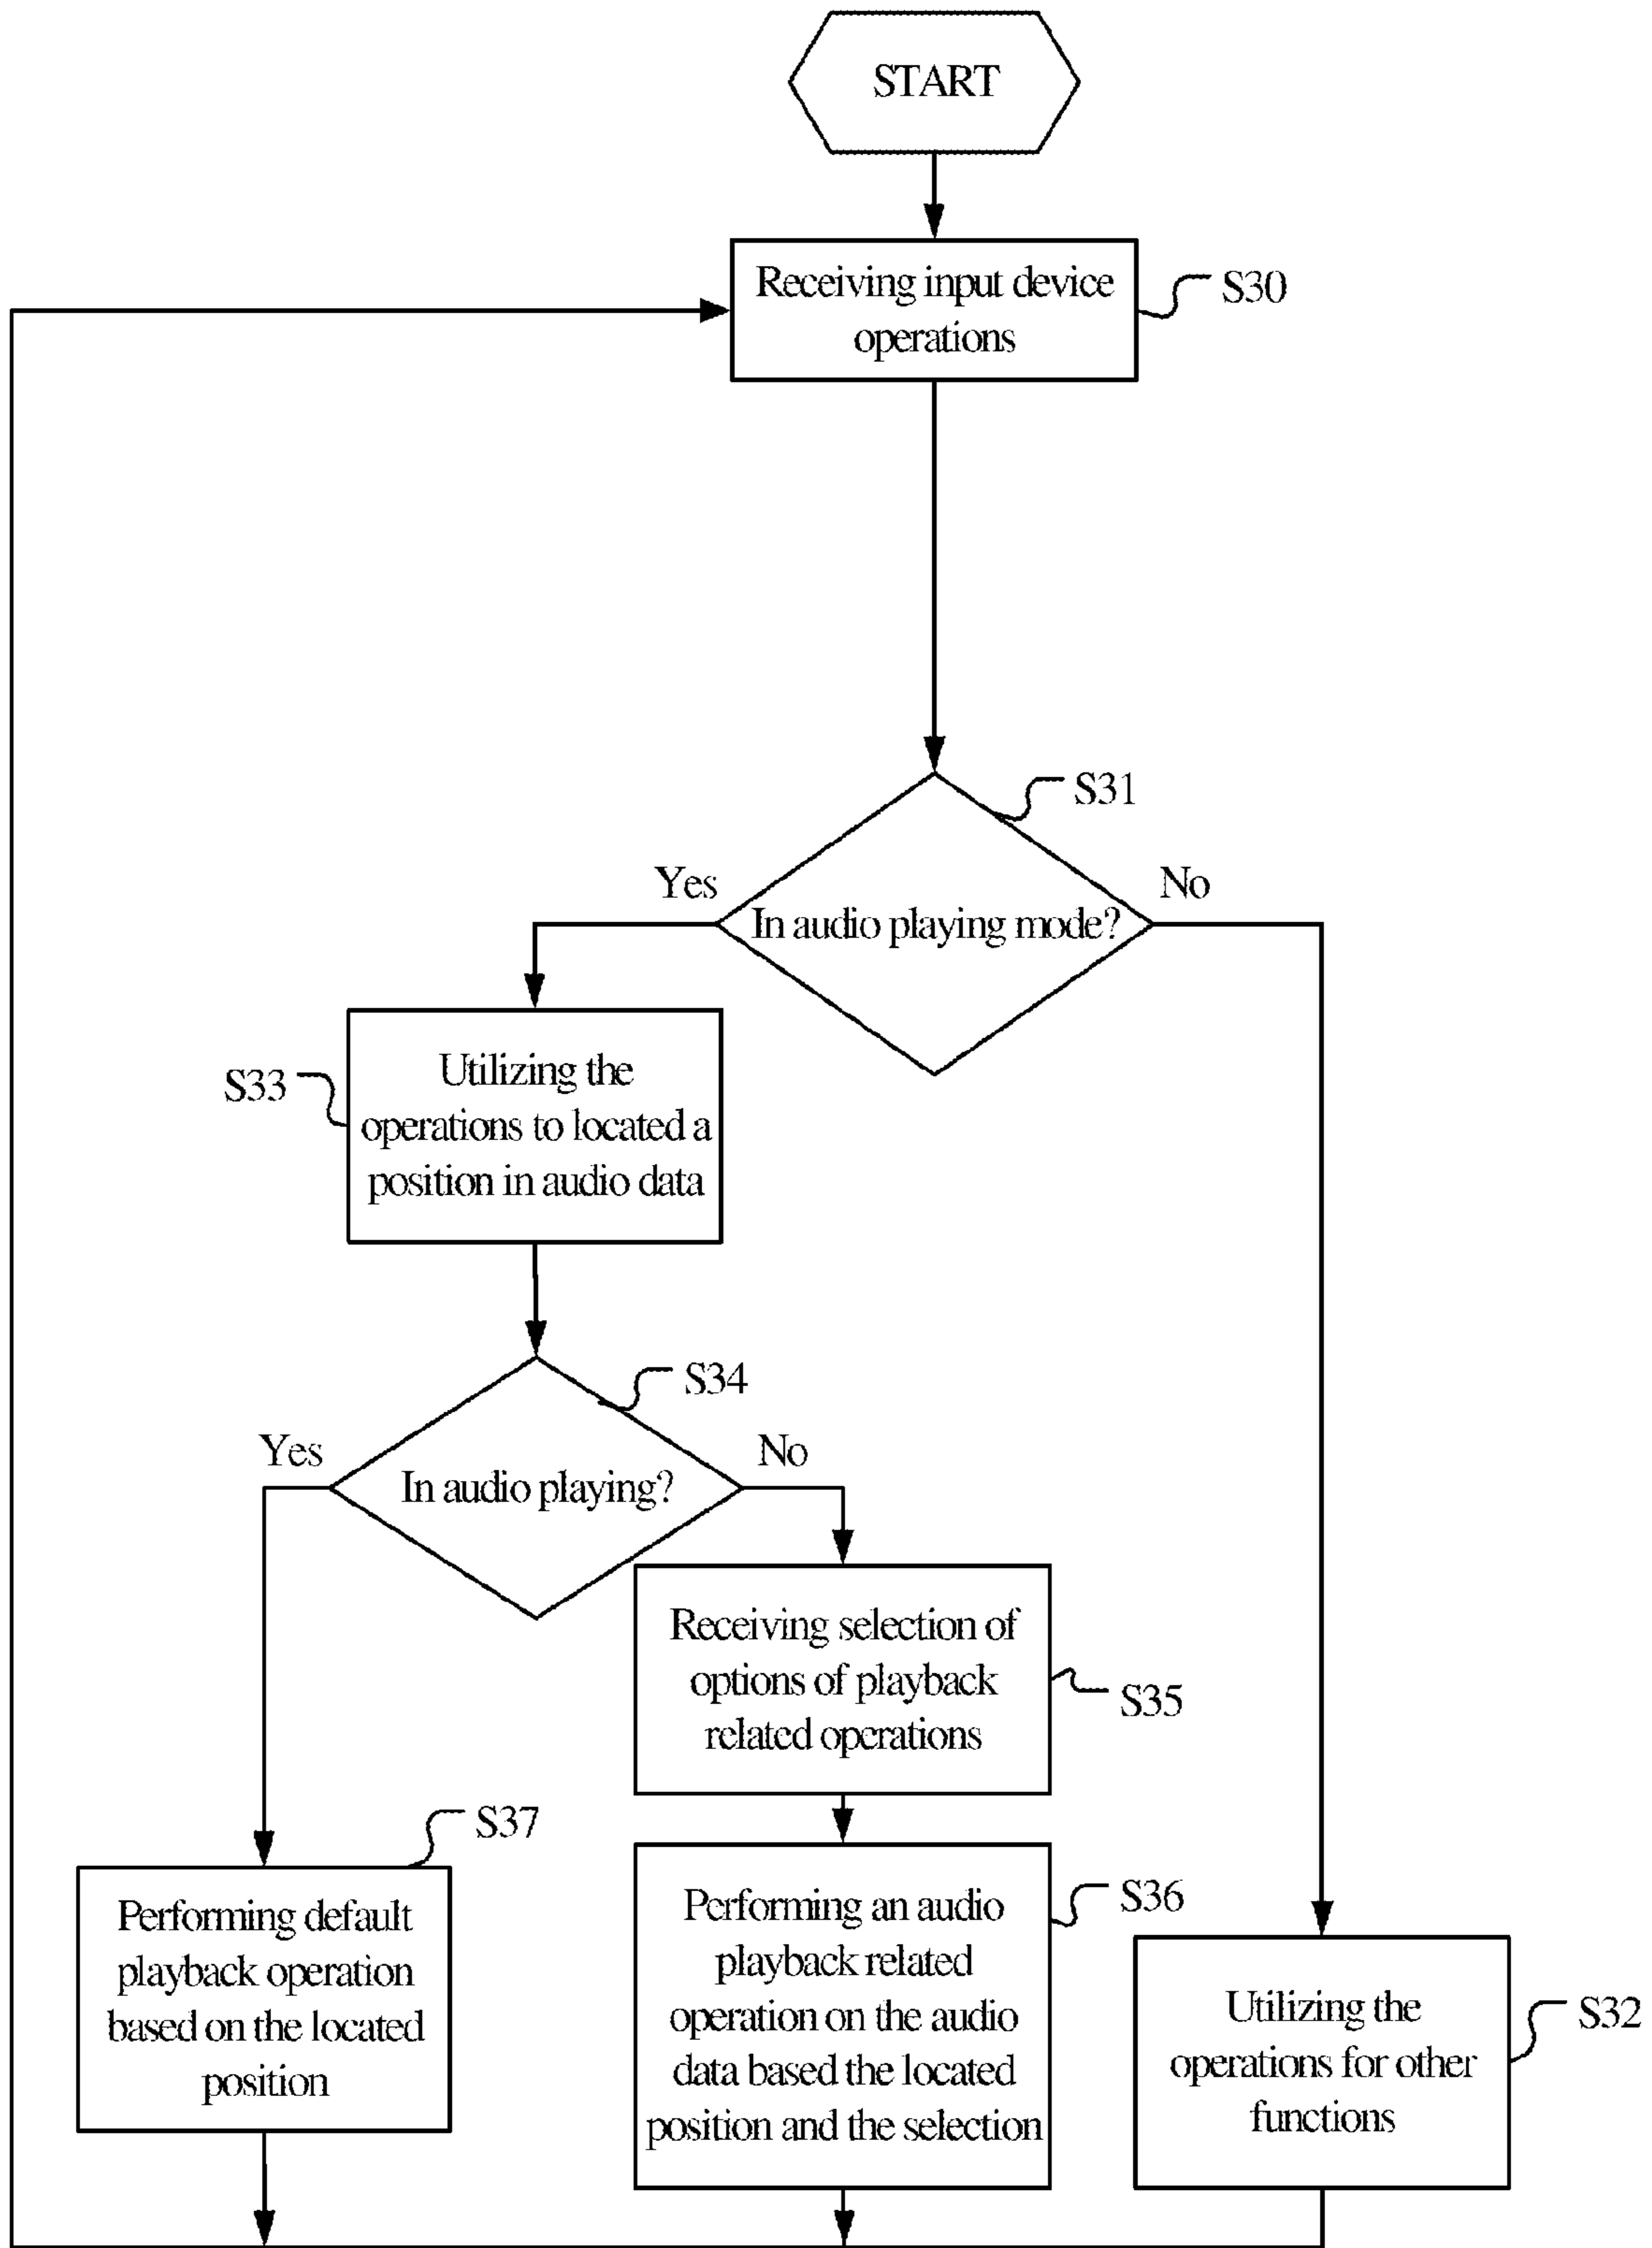 START
Receiving input device
operations
S30
S31
Yes
No
In audio playing mode?
S33
Utilizing the
operations to located a
position in audio data
S34
Yes
No
In audio playing?
Receiving selection of
options of playback
related operations
S35
S37
Performing default
playback operation
based on the located
position
Performing an audio
playback related
operation on the audio
data based the located
position and the selection
S36
Utilizing the
operations for other
functions
S32